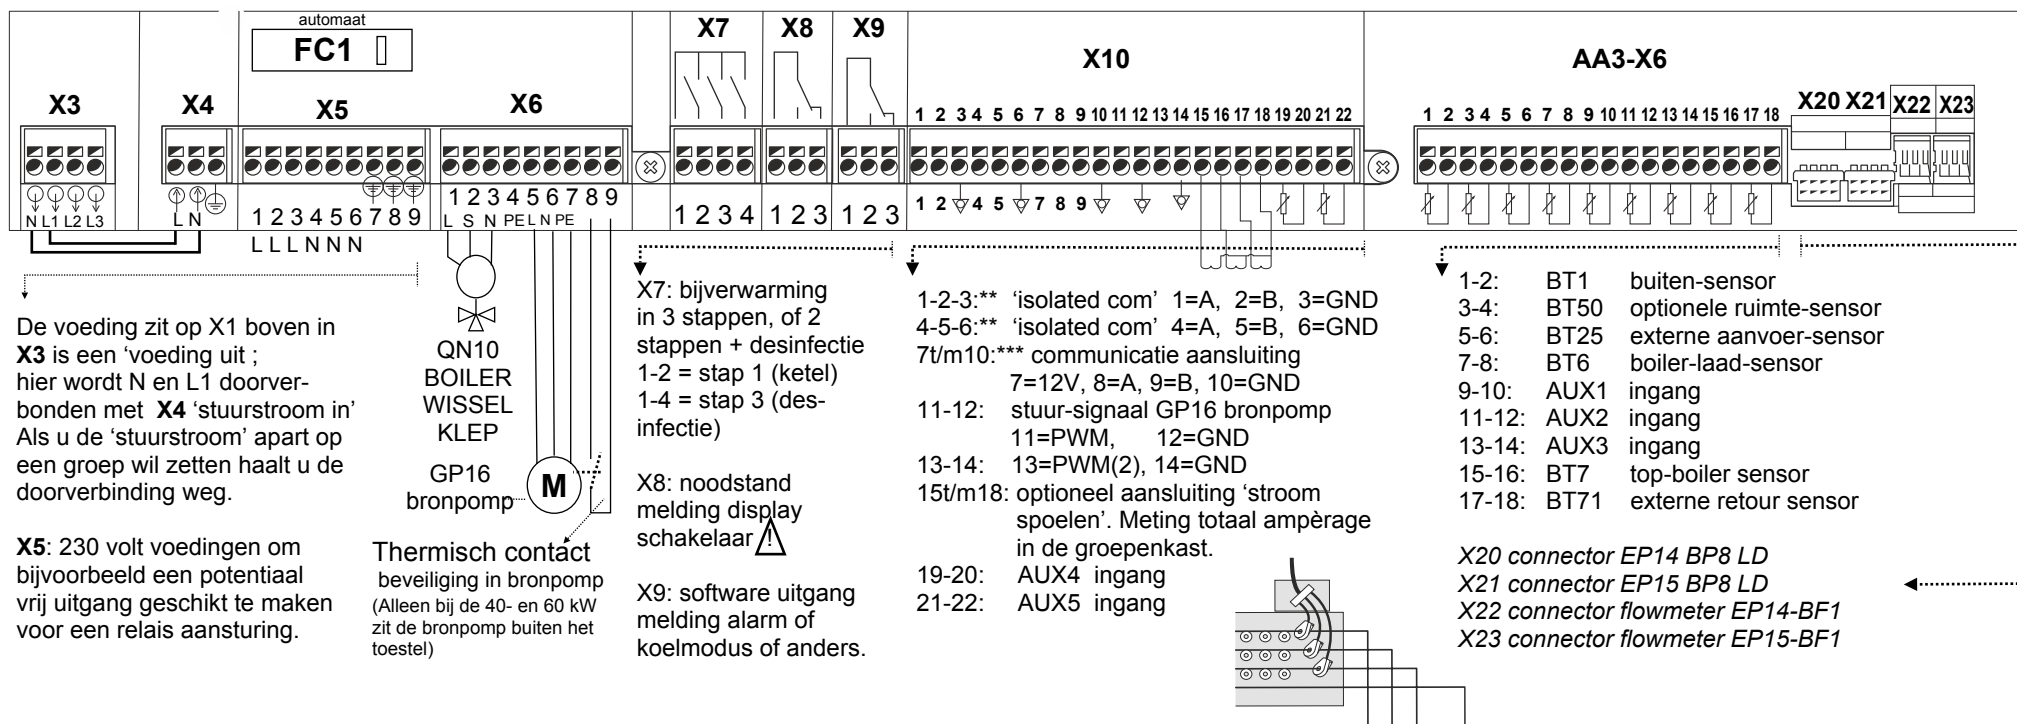 automaat
FC1
X3
X4
X5
X6
X7
X8
X9
X10
AA3-X6
X20 X21 X22 X23
1 2 3 4 5 6 7 8 9 10 11 12 13 14 15 16 17 18 19 20 21 22
1 2 3 4 5 6 7 8 9 10 11 12 13 14 15 16 17 18
N L1 L2 L3
L N
1 2 3 4 5 6 7 8 9
L L L N N N
1 2 3 4 5 6 7 8 9
L S N PE L N PE
1 2 3 4
1 2 3
1 2 3
1 2 4 5 7 8 9
De voeding zit op X1 boven in
X3 is een ‘voeding uit ;
hier wordt N en L1 doorver-
bonden met X4 ‘stuurstroom in’
Als u de ‘stuurstroom’ apart op
een groep wil zetten haalt u de
doorverbinding weg.
X5: 230 volt voedingen om
bijvoorbeeld een potentiaal
vrij uitgang geschikt te maken
voor een relais aansturing.
QN10
BOILER
WISSEL
KLEP
GP16
bronpomp
M
Thermisch contact
beveiliging in bronpomp
(Alleen bij de 40- en 60 kW
zit de bronpomp buiten het
toestel)
X7: bijverwarming
in 3 stappen, of 2
stappen + desinfectie
1-2 = stap 1 (ketel)
1-4 = stap 3 (des-
infectie)
X8: noodstand
melding display
schakelaar !
X9: software uitgang
melding alarm of
koelmodus of anders.
1-2-3:** ‘isolated com’ 1=A, 2=B, 3=GND
4-5-6:** ‘isolated com’ 4=A, 5=B, 6=GND
7t/m10:*** communicatie aansluiting
7=12V, 8=A, 9=B, 10=GND
11-12: stuur-signaal GP16 bronpomp
11=PWM, 12=GND
13-14: 13=PWM(2), 14=GND
15t/m18: optioneel aansluiting ‘stroom
spoelen’. Meting totaal ampèrage
in de groepenkast.
19-20: AUX4 ingang
21-22: AUX5 ingang
1-2: BT1 buiten-sensor
3-4: BT50 optionele ruimte-sensor
5-6: BT25 externe aanvoer-sensor
7-8: BT6 boiler-laad-sensor
9-10: AUX1 ingang
11-12: AUX2 ingang
13-14: AUX3 ingang
15-16: BT7 top-boiler sensor
17-18: BT71 externe retour sensor
X20 connector EP14 BP8 LD
X21 connector EP15 BP8 LD
X22 connector flowmeter EP14-BF1
X23 connector flowmeter EP15-BF1